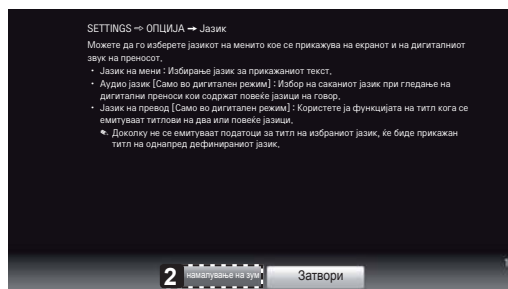 SETTINGS ⇨ ОПЦИЈА ➙ Јазик
Можете да го изберете јазикот на менито кое се прикажува на екранот и на дигиталниот
звук на преносот.
・ Јазик на мени : Избирање јазик за прикажаниот текст.
・ Аудио јазик [Само во дигитален режим] : Избор на саканиот јазик при гледање на
дигитални преноси кои содржат повеќе јазици на говор.
・ Јазик на превод [Само во дигитален режим] : Користете ја функцијата на титл кога се
емитуваат титлови на два или повеќе јазици.
✎ Доколку не се емитуваат податоци за титл на избраниот јазик, ќе биде прикажан
титл на однапред дефинираниот јазик.
2 намалување на зум Затвори